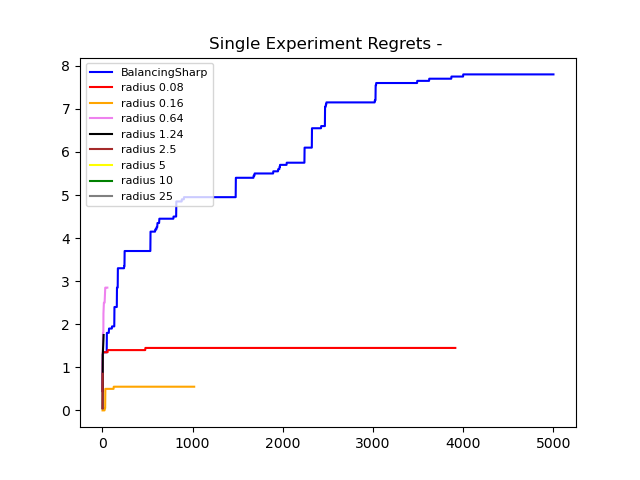 Single Experiment Regrets -
BalancingSharp
radius 0.08
radius 0.16
radius 0.64
radius 1.24
radius 2.5
radius 5
radius 10
radius 25
8
7
6
5
4
3
2
1
0
0 1000 2000 3000 4000 5000